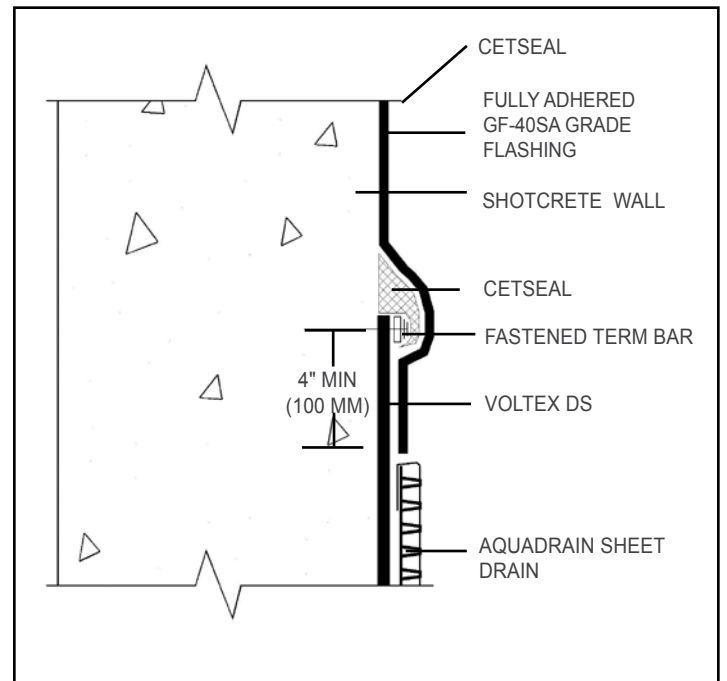 CETSEAL
FULLY ADHERED
GF-40SA GRADE
FLASHING
SHOTCRETE WALL
CETSEAL
FASTENED TERM BAR
4" MIN
(100 MM)
VOLTEX DS
AQUADRAIN SHEET
DRAIN